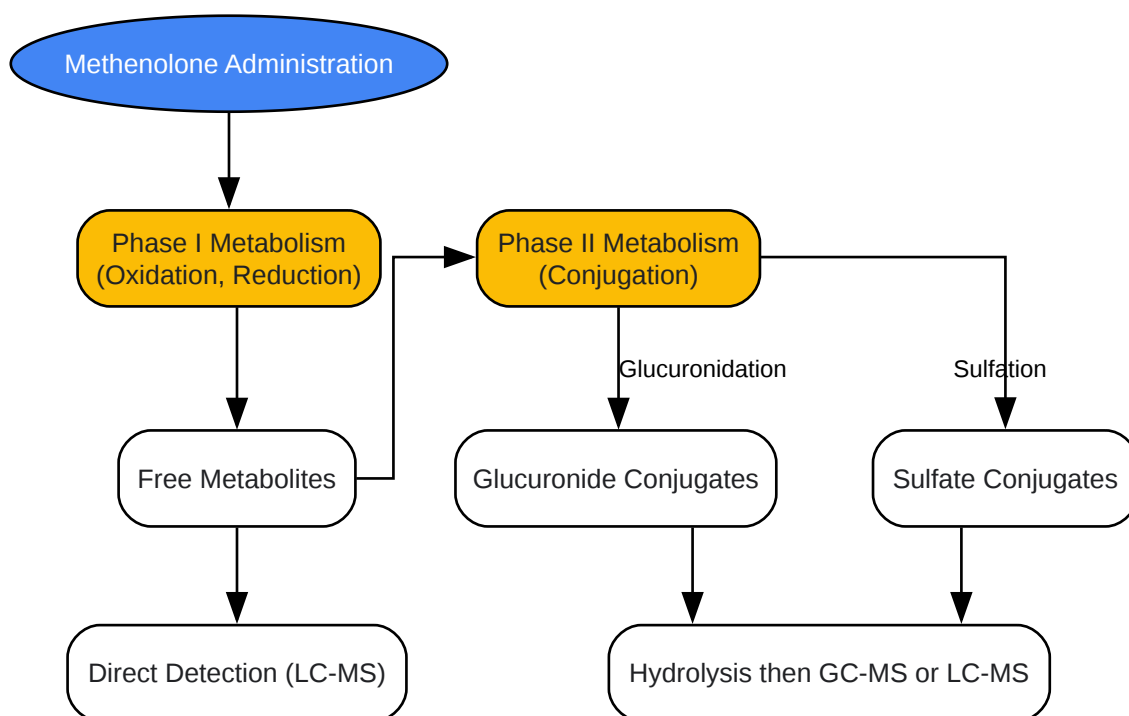 Methenolone Administration
Phase I Metabolism
(Oxidation, Reduction)
Phase II Metabolism
(Conjugation)
Glucuronidation
Sulfation
Free Metabolites
Glucuronide Conjugates
Sulfate Conjugates
Direct Detection (LC-MS)
Hydrolysis then GC-MS or LC-MS